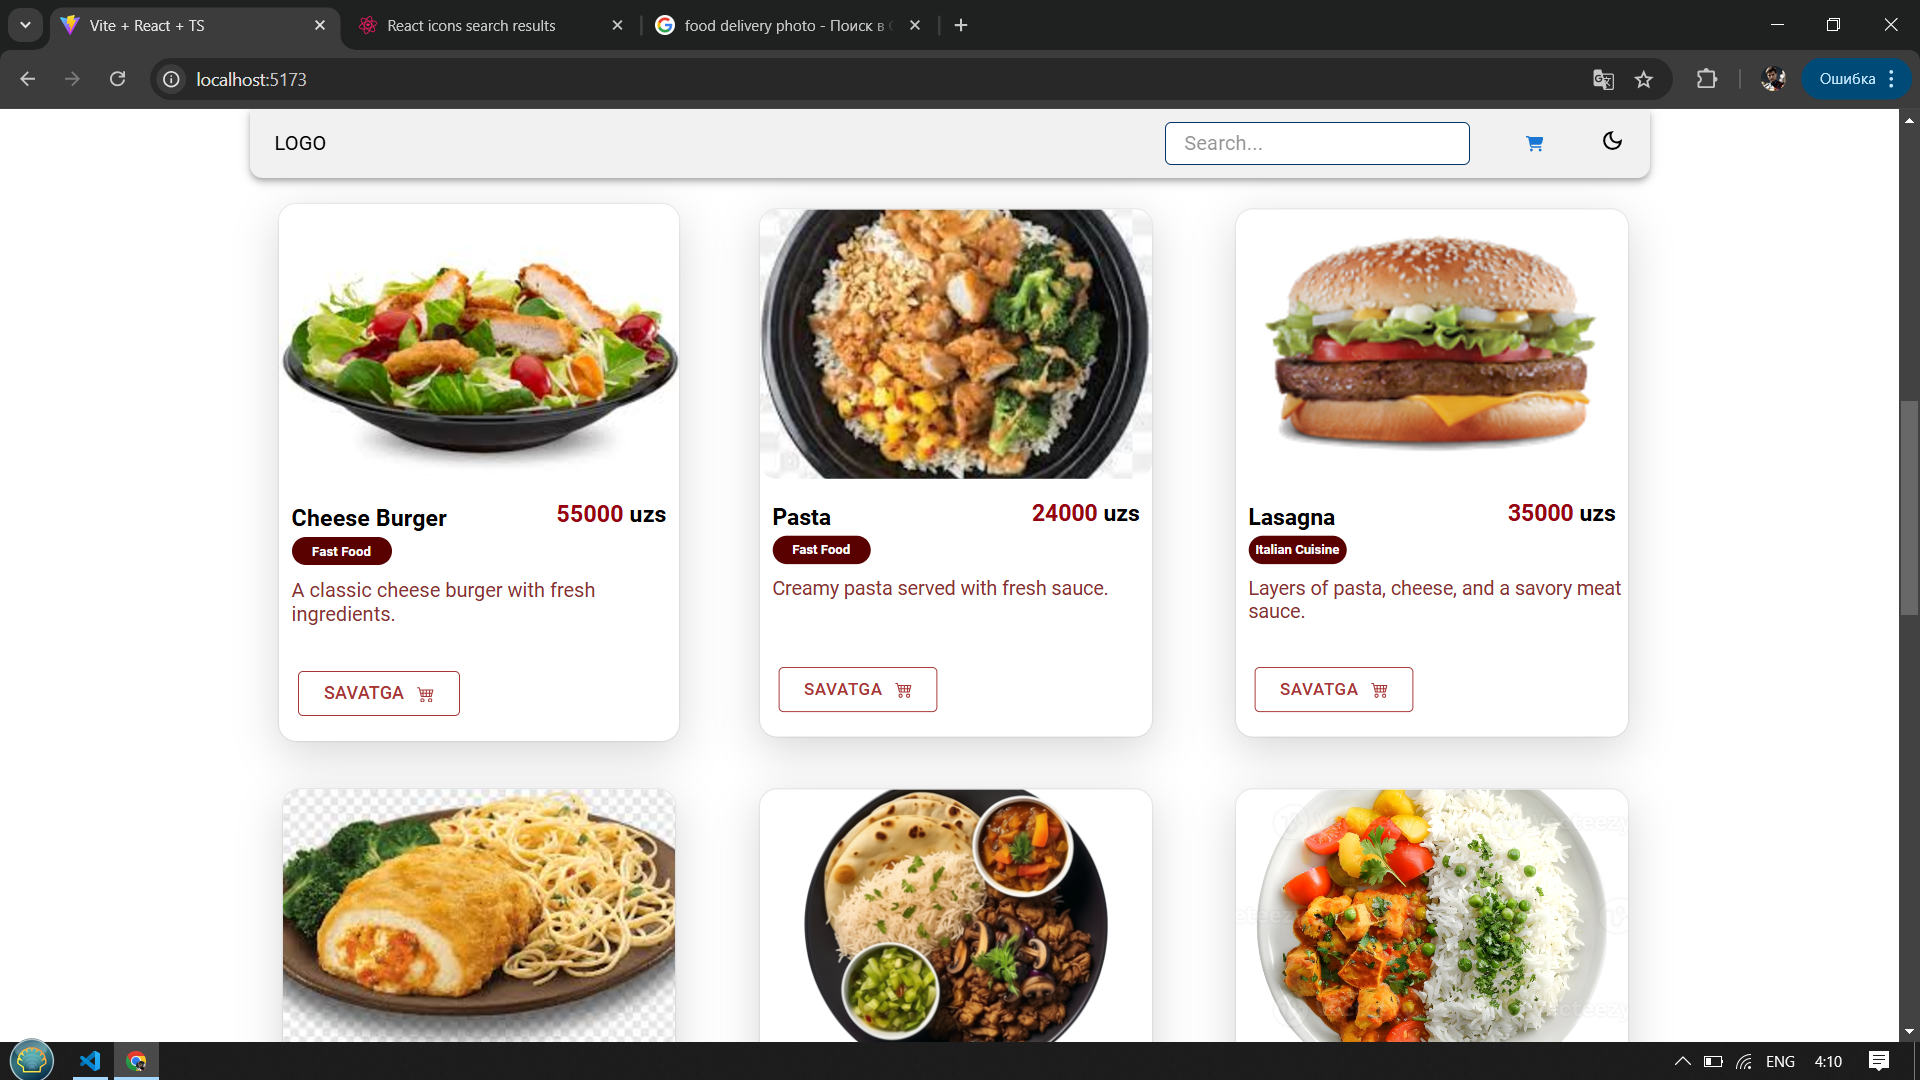 Vite + React + TS
React icons search results
food delivery photo - Поиск в
localhost:5173
Ошибка
LOGO
Search...
Cheese Burger
55000 uzs
Fast Food
A classic cheese burger with fresh
ingredients.
SAVATGA
Pasta
24000 uzs
Fast Food
Creamy pasta served with fresh sauce.
SAVATGA
Lasagna
35000 uzs
Italian Cuisine
Layers of pasta, cheese, and a savory meat
sauce.
SAVATGA
ENG
4:10